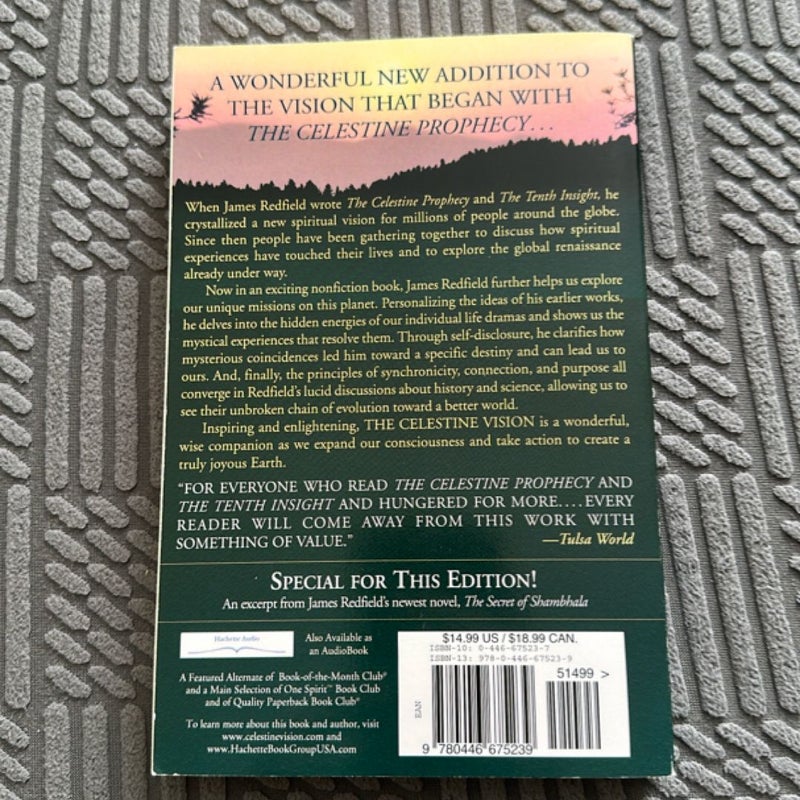 A WONDERFUL NEW ADDITION TO
THE VISION THAT BEGAN WITH
THE CELESTINE PROPHECY...
When James Redfield wrote The Celestine Prophecy and The Tenth Insight, he
crystallized a new spiritual vision for millions of people around the globe.
Since then people have been gathering together to discuss how spiritual
experiences have touched their lives and to explore the global renaissance
already under way.
Now in an exciting nonfiction book, James Redfield further helps us explore
our unique missions on this planet. Personalizing the ideas of his earlier works,
he delves into the hidden energies of our individual life dramas and shows us the
mystical experiences that resolve them. Through self-disclosure, he clarifies how
mysterious coincidences led him toward a specific destiny and can lead us to
ours. And, finally, the principles of synchronicity, connection, and purpose all
converge in Redfield's lucid discussions about history and science, allowing us to
see their unbroken chain of evolution toward a better world.
Inspiring and enlightening, THE CELESTINE VISION is a wonderful,
wise companion as we expand our consciousness and take action to create a
truly joyous Earth.
"FOR EVERYONE WHO READ THE CELESTINE PROPHECY AND
THE TENTH INSIGHT AND HUNGERED FOR MORE....EVERY
READER WILL COME AWAY FROM THIS WORK WITH
SOMETHING OF VALUE." —Tulsa World
SPECIAL FOR THIS EDITION!
An excerpt from James Redfield's newest novel, The Secret of Shambhala
Hachette Audio
Also Available as
an AudioBook
A Featured Alternate of Book-of-the-Month Club®
and a Main Selection of One Spirit™ Book Club
and of Quality Paperback Book Club®
To learn more about this book and author, visit
www.celestinevision.com and
www.HachetteBookGroupUSA.com
$14.99 US / $18.99 CAN.
ISBN-10: 0-446-67523-7
ISBN-13: 978-0-446-67523-9
51499 >
EAN
9 780446 675239